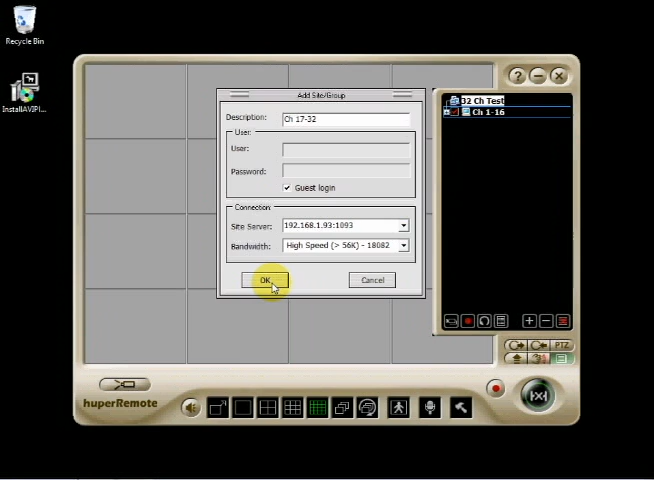 Recycle Bin
InstallAVIPl...
Add Site/Group
Description: Ch 17-32
User:
User:
Password:
Guest login
Connection:
Site Server: 192.168.1.93:1093
Bandwidth: High Speed (> 56K) - 18082
OK
Cancel
32 Ch Test
Ch 1-16
PTZ
huperRemote